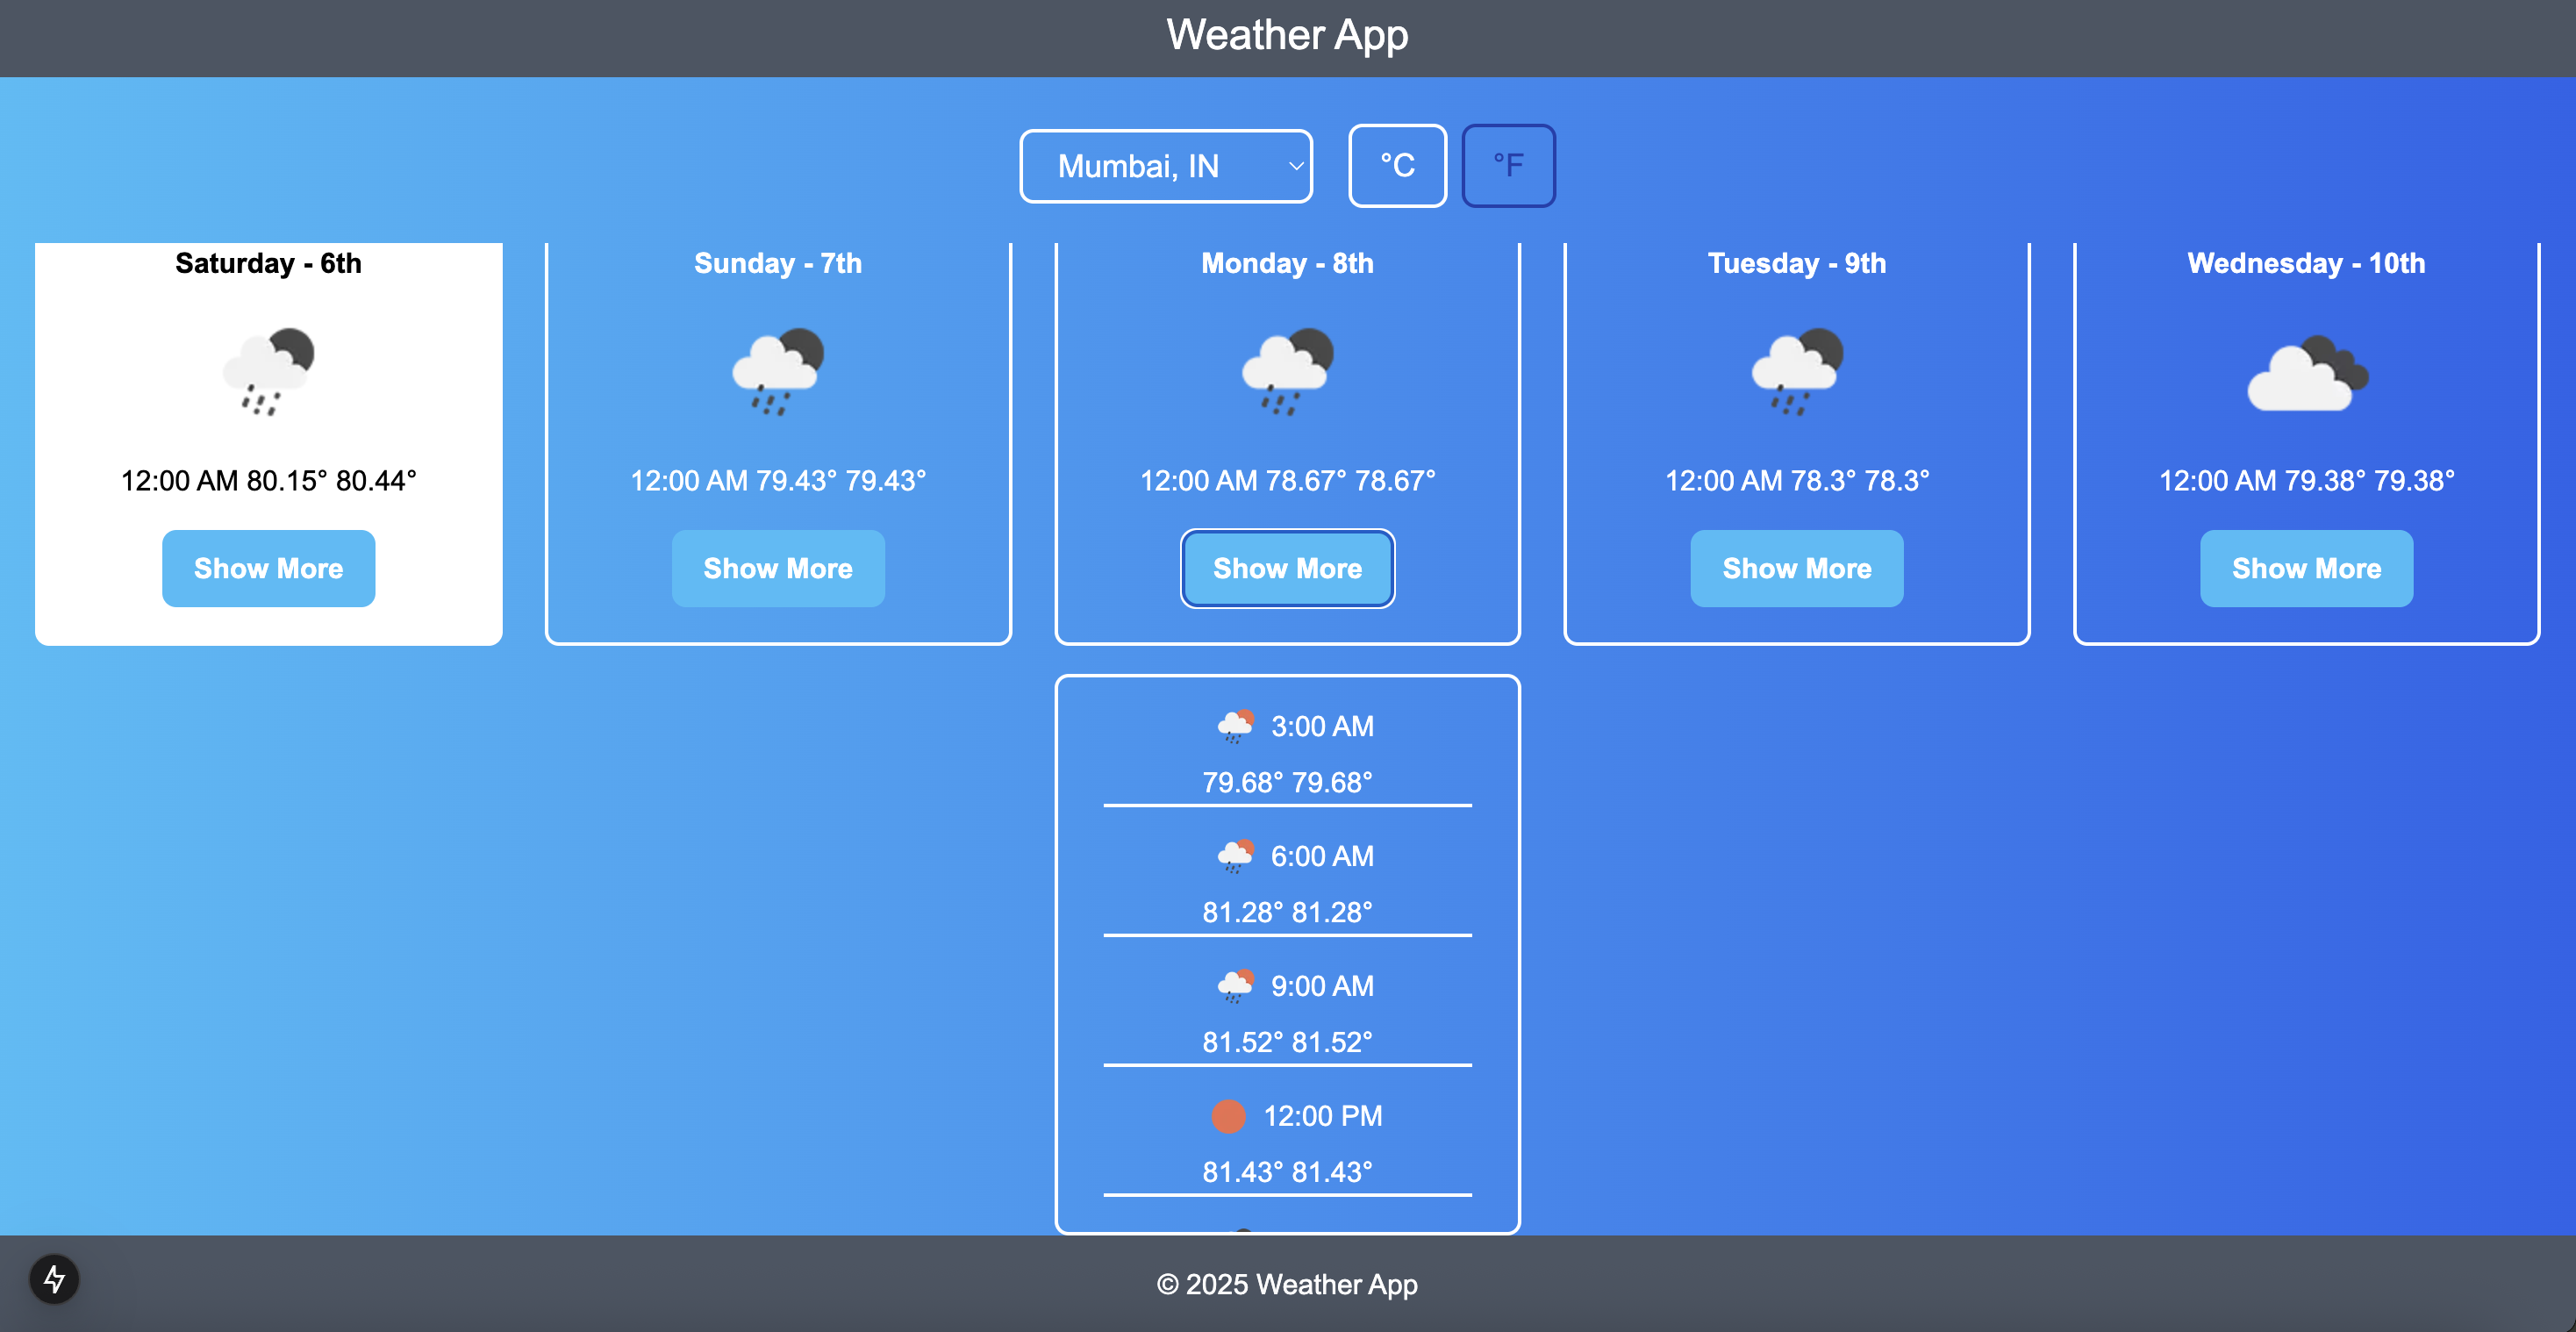 Weather App
Mumbai, IN
°C
°F
Saturday - 6th
12:00 AM 80.15° 80.44°
Show More
Sunday - 7th
12:00 AM 79.43° 79.43°
Show More
Monday - 8th
12:00 AM 78.67° 78.67°
Show More
3:00 AM
79.68° 79.68°
6:00 AM
81.28° 81.28°
9:00 AM
81.52° 81.52°
12:00 PM
81.43° 81.43°
Tuesday - 9th
12:00 AM 78.3° 78.3°
Show More
Wednesday - 10th
12:00 AM 79.38° 79.38°
Show More
© 2025 Weather App